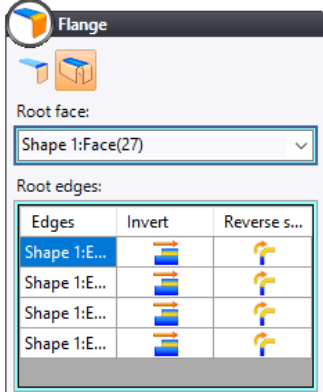 Flange
Root face:
Shape 1:Face(27)
Root edges:
Edges Invert Reverse s...
Shape 1:E...
Shape 1:E...
Shape 1:E...
Shape 1:E...